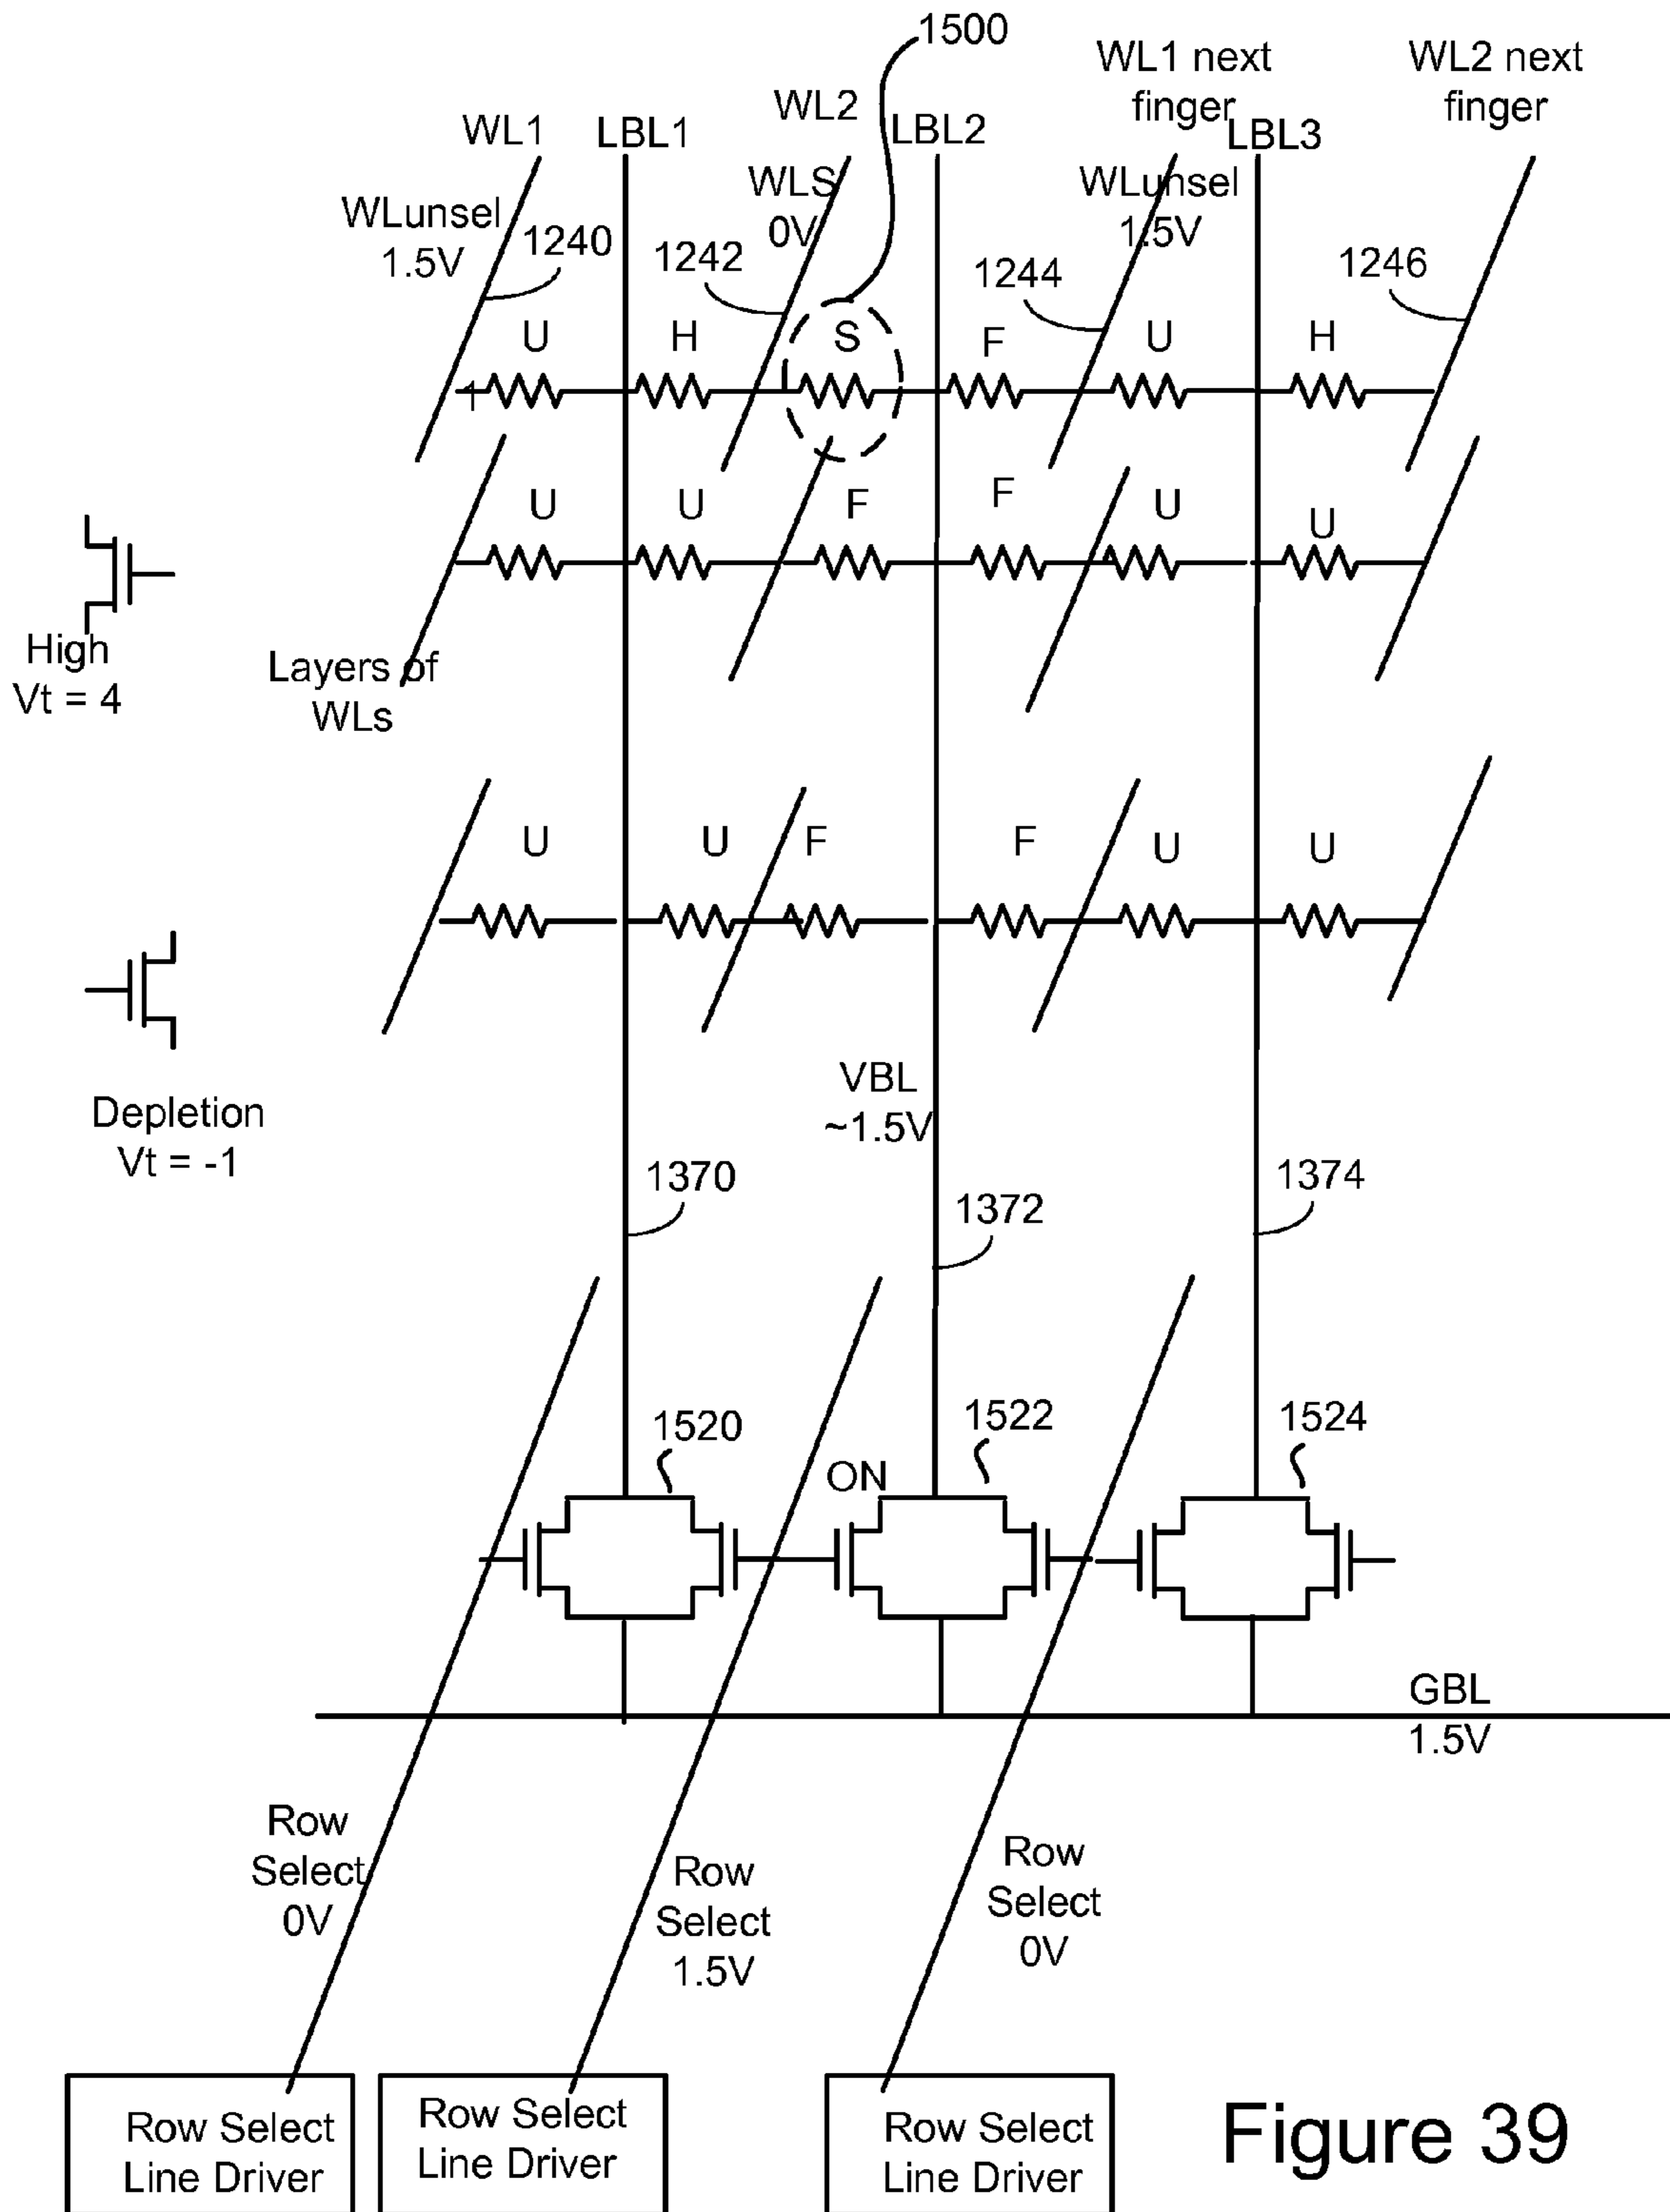 1500
WL1 next
finger
WL2 next
finger
WL2
WL1
LBL1
LBL2
LBL3
WLS
0V
WLunsel
1.5V
WLunsel
1.5V
1240
1242
1244
1246
U
H
S
F
U
H
1
U
U
F
F
U
U
High
Vt = 4
Layers of
WLs
U
U
F
F
U
U
Depletion
Vt = -1
VBL
~1.5V
1370
1372
1374
1520
1522
1524
ON
GBL
1.5V
Row
Select
0V
Row
Select
1.5V
Row
Select
0V
Row Select
Line Driver
Row Select
Line Driver
Row Select
Line Driver
Figure 39